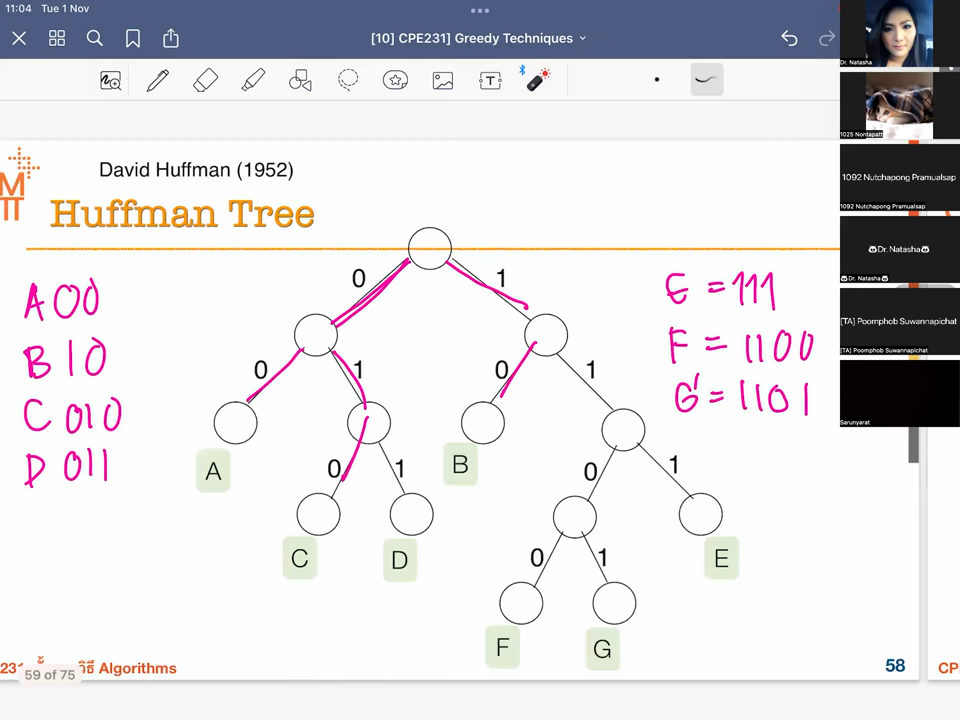 11:04 Tue 1 Nov
[10] CPE231] Greedy Techniques
T
Dr. Natasha
1025 Nontapatt
1092 Nutchapong Pramualsap
1092 Nutchapong Pramualsap
Dr. Natasha
Dr. Natasha
[TA] Poomphob Suwannapichat
[TA] Poomphob Suwannapichat
Sarunyarat
David Huffman (1952)
Huffman Tree
0 1
0 1 0 1
A B
0 1 0 1
C D E
0 1
F G
A 00
B 10
C 010
D 011
E = 111
F = 1100
G = 1101
231 Algorithms
59 of 75
58
CP